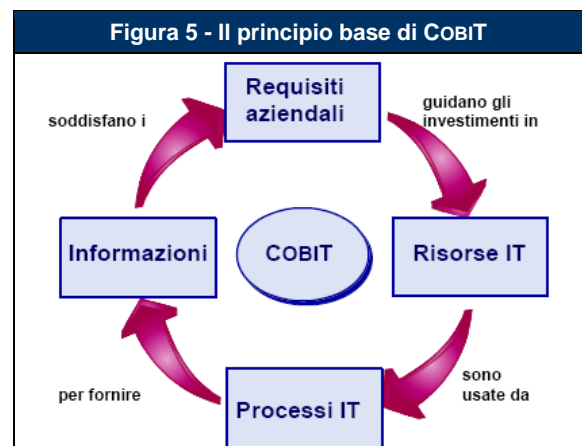 Figura 5 - Il principio base di COBIT
Requisiti
aziendali
guidano gli
investimenti in
Risorse IT
sono
usate da
Processi IT
per fornire
Informazioni
soddisfano i
COBIT